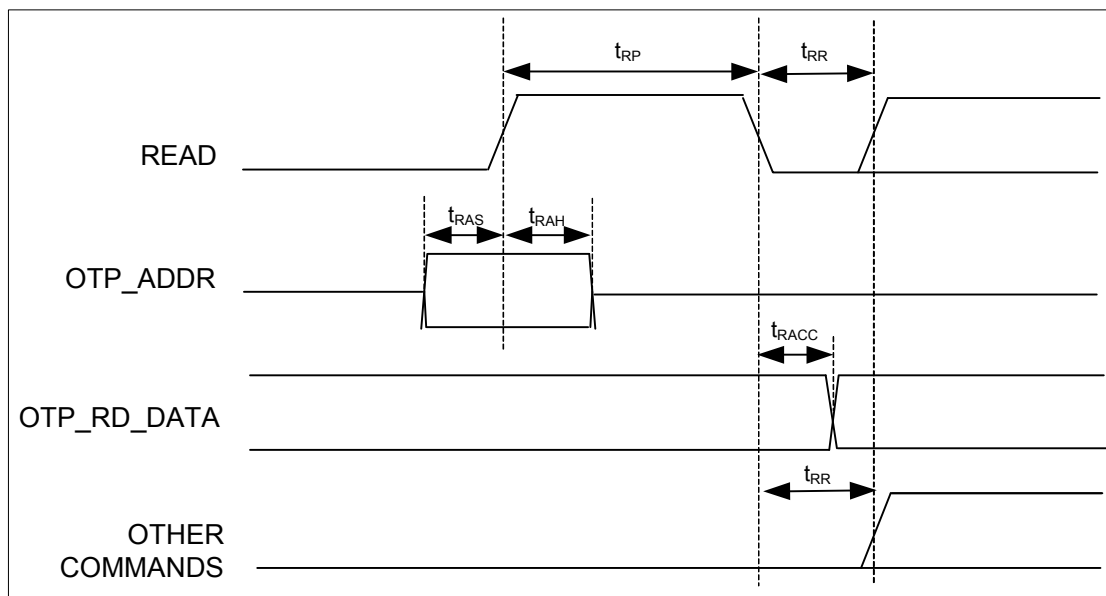 tRP
tRR
READ
tRAS
tRAH
OTP_ADDR
tRACC
OTP_RD_DATA
tRR
OTHER
COMMANDS